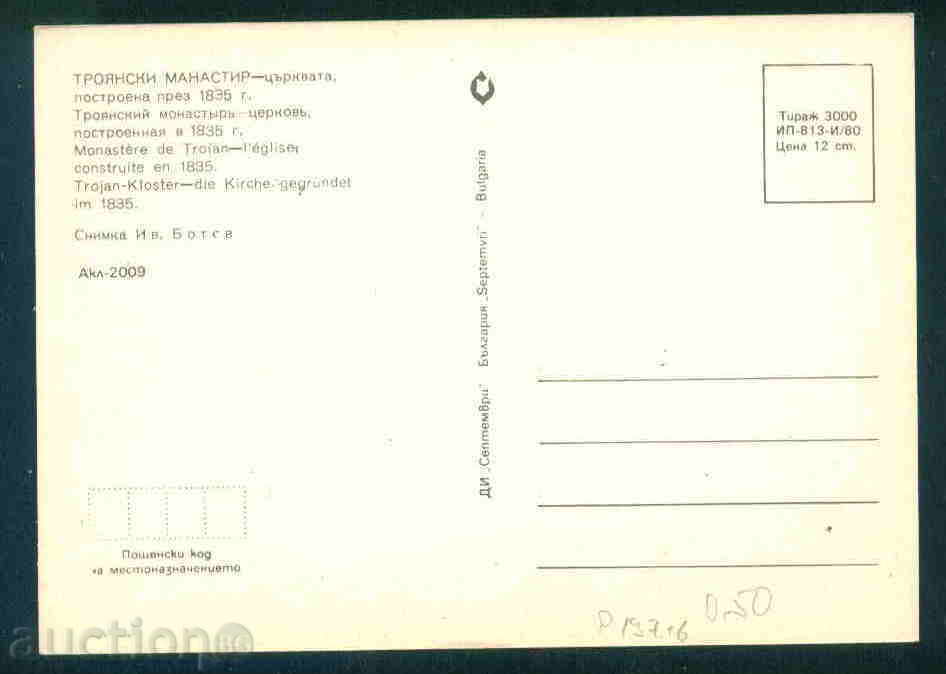 ТРОЯНСКИ МАНАСТИР—църквата,
построена през 1835 г.
Троянский монастырь—церковь,
построенная в 1835 г.
Monastère de Trojan—l'église,
construite en 1835.
Trojan-Kloster—die Kirche, gegründet
im 1835.
Снимка Ив. Ботев
Акл-2009
Пощенски код
на местоназначението
ДИ „Септември" България „Septemvri" - Bulgaria
Тираж 3000
ИП-813-И/80
Цена 12 ст.
0.50
auction